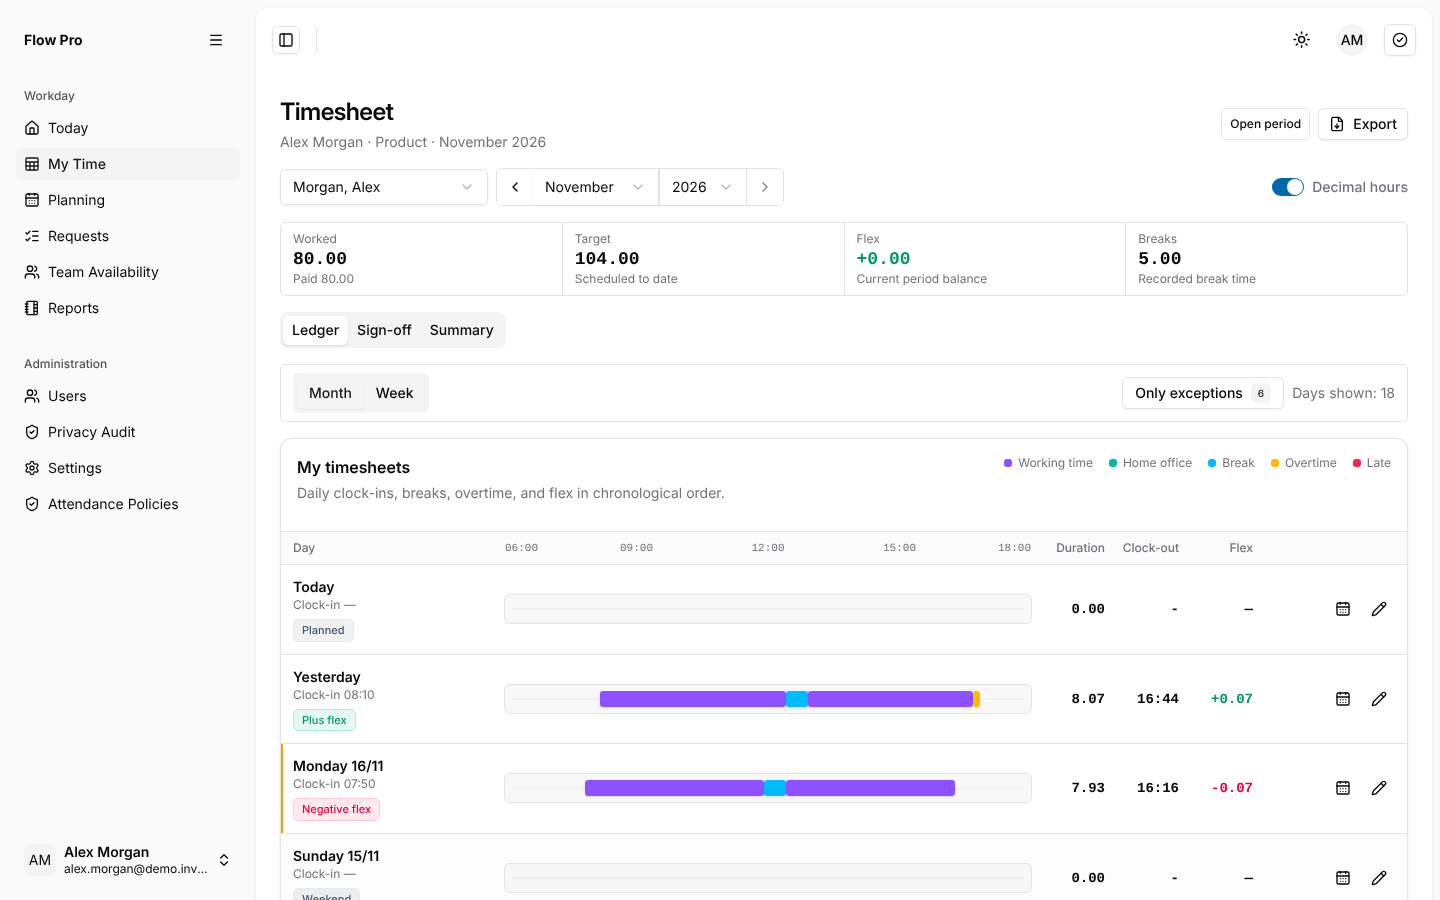 Flow Pro
Workday
Today
My Time
Planning
Requests
Team Availability
Reports
Administration
Users
Privacy Audit
Settings
Attendance Policies
AM
Alex Morgan
alex.morgan@demo.inv...
AM
Timesheet
Alex Morgan · Product · November 2026
Open period
Export
Morgan, Alex
November
2026
Decimal hours
Worked
80.00
Paid 80.00
Target
104.00
Scheduled to date
Flex
+0.00
Current period balance
Breaks
5.00
Recorded break time
Ledger
Sign-off
Summary
Month
Week
Only exceptions 6
Days shown: 18
My timesheets
Daily clock-ins, breaks, overtime, and flex in chronological order.
Working time
Home office
Break
Overtime
Late
Day 06:00 09:00 12:00 15:00 18:00 Duration Clock-out Flex
Today
Clock-in —
Planned
0.00 - —
Yesterday
Clock-in 08:10
Plus flex
8.07 16:44 +0.07
Monday 16/11
Clock-in 07:50
Negative flex
7.93 16:16 -0.07
Sunday 15/11
Clock-in —
Weekend
0.00 - —